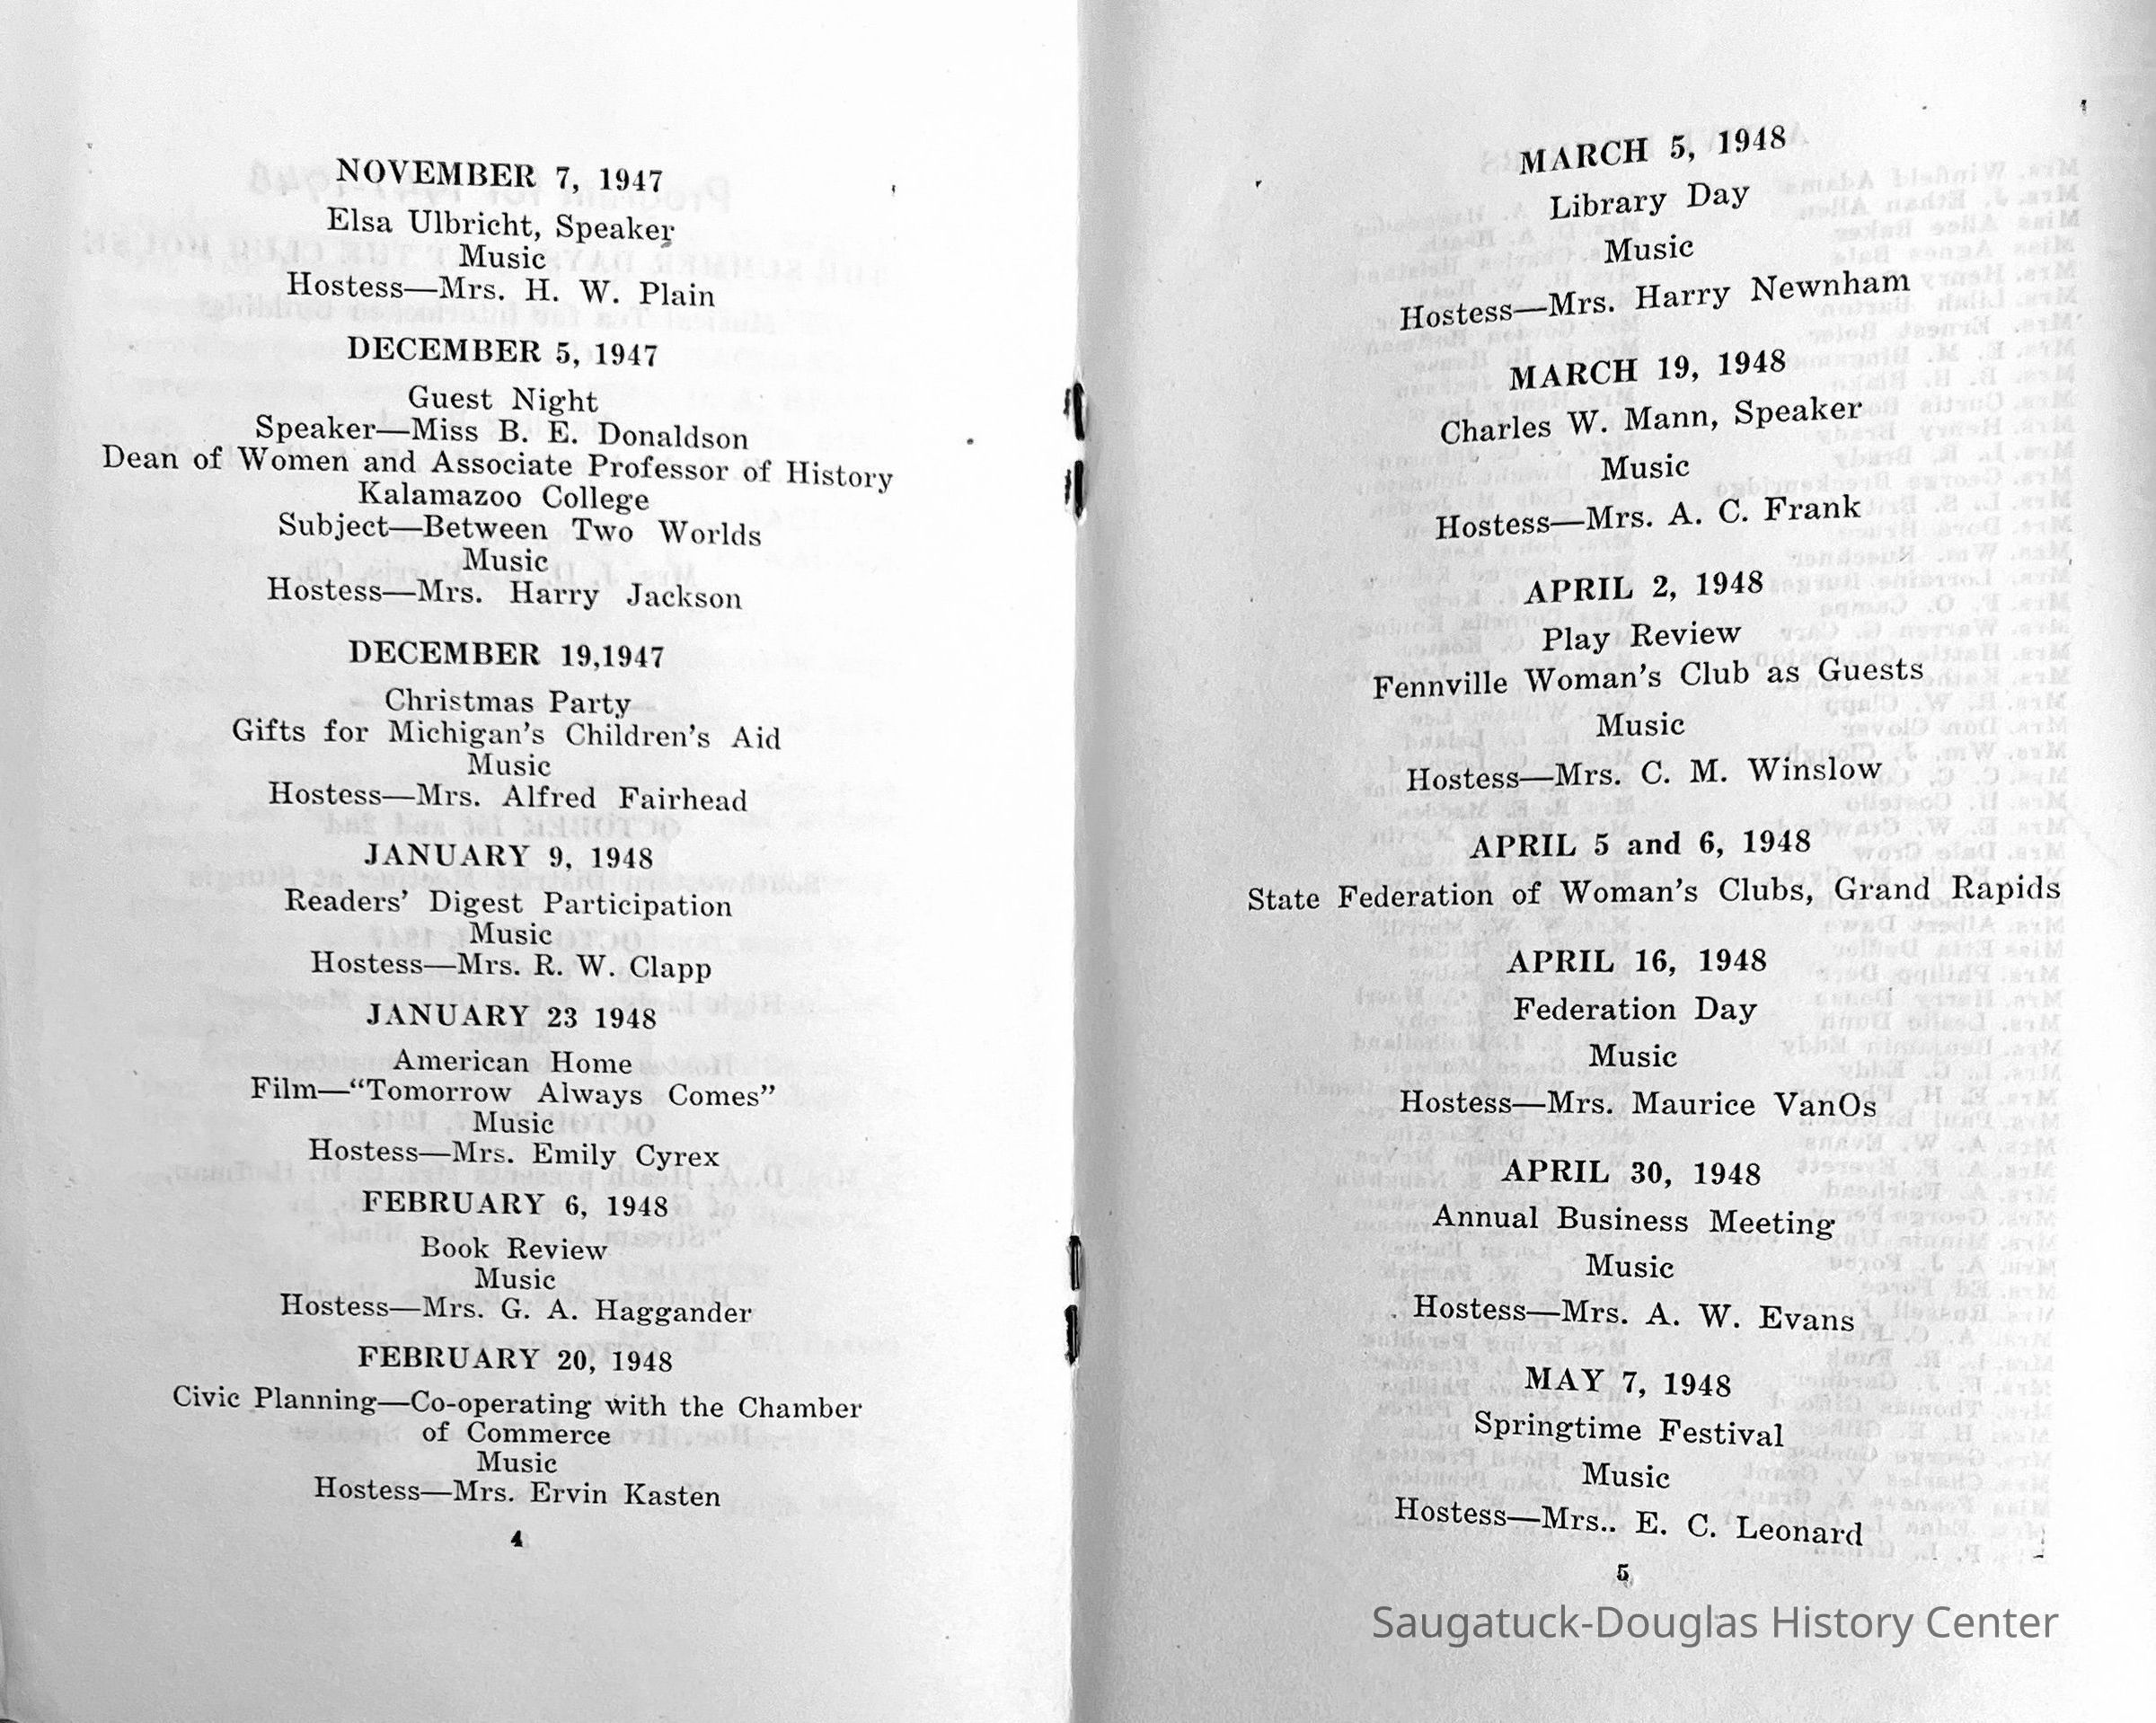 NOVEMBER 7, 1947
Elsa Ulbricht, Speaker
Music
Hostess—Mrs. H. W. Plain
DECEMBER 5, 1947
Guest Night
Speaker—Miss B. E. Donaldson
Dean of Women and Associate Professor of History
Kalamazoo College
Subject—Between Two Worlds
Music
Hostess—Mrs. Harry Jackson
DECEMBER 19,1947
Christmas Party
Gifts for Michigan's Children's Aid
Music
Hostess—Mrs. Alfred Fairhead
JANUARY 9, 1948
Readers' Digest Participation
Music
Hostess—Mrs. R. W. Clapp
JANUARY 23 1948
American Home
Film—“Tomorrow Always Comes”
Music
Hostess—Mrs. Emily Cyrex
FEBRUARY 6, 1948
Book Review
Music
Hostess—Mrs. G. A. Haggander
FEBRUARY 20, 1948
Civic Planning—Co-operating with the Chamber
of Commerce
Music
Hostess—Mrs. Ervin Kasten
4
MARCH 5, 1948
Library Day
Music
Hostess—Mrs. Harry Newnham
MARCH 19, 1948
Charles W. Mann, Speaker
Music
Hostess—Mrs. A. C. Frank
APRIL 2, 1948
Play Review
Fennville Woman's Club as Guests
Music
Hostess—Mrs. C. M. Winslow
APRIL 5 and 6, 1948
State Federation of Woman's Clubs, Grand Rapids
APRIL 16, 1948
Federation Day
Music
Hostess—Mrs. Maurice VanOs
APRIL 30, 1948
Annual Business Meeting
Music
Hostess—Mrs. A. W. Evans
MAY 7, 1948
Springtime Festival
Music
Hostess—Mrs.. E. C. Leonard
5
Saugatuck-Douglas History Center